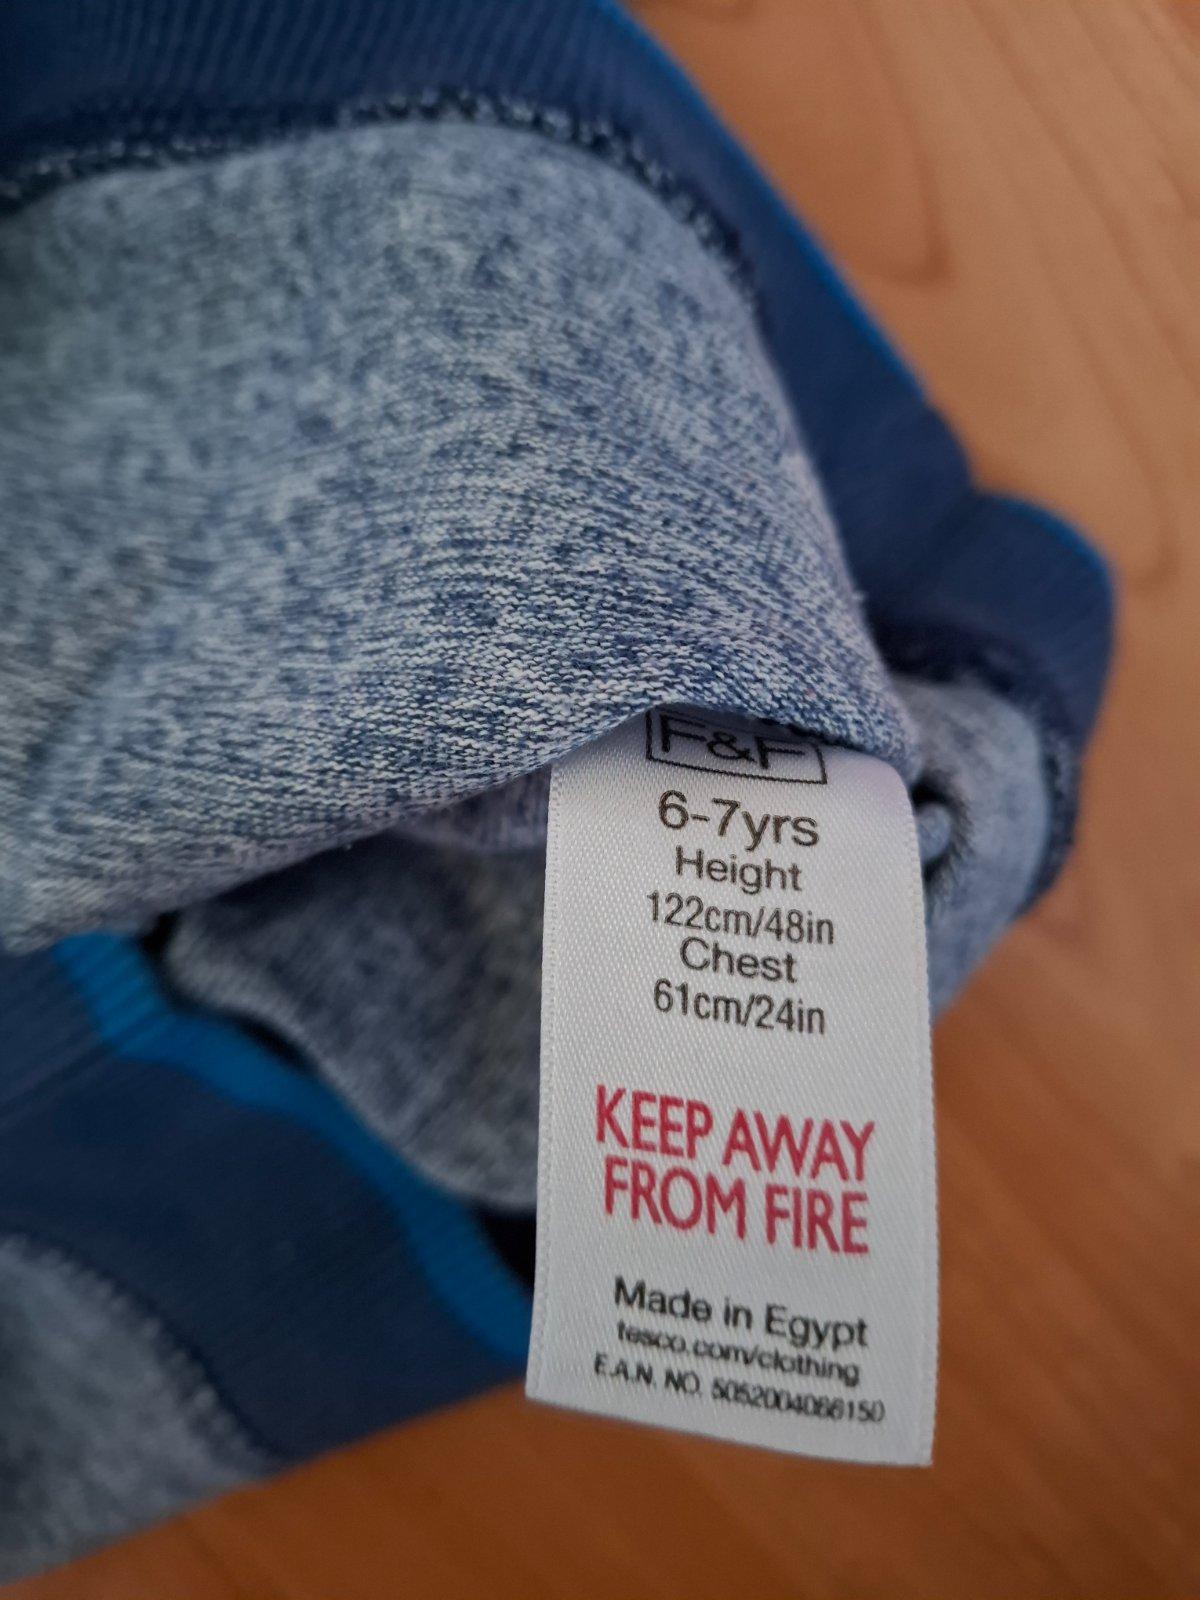 F&F
6-7yrs
Height
122cm/48in
Chest
61cm/24in
KEEP AWAY
FROM FIRE
Made in Egypt
tesco.com/clothing
E.A.N. NO. 5052004086150